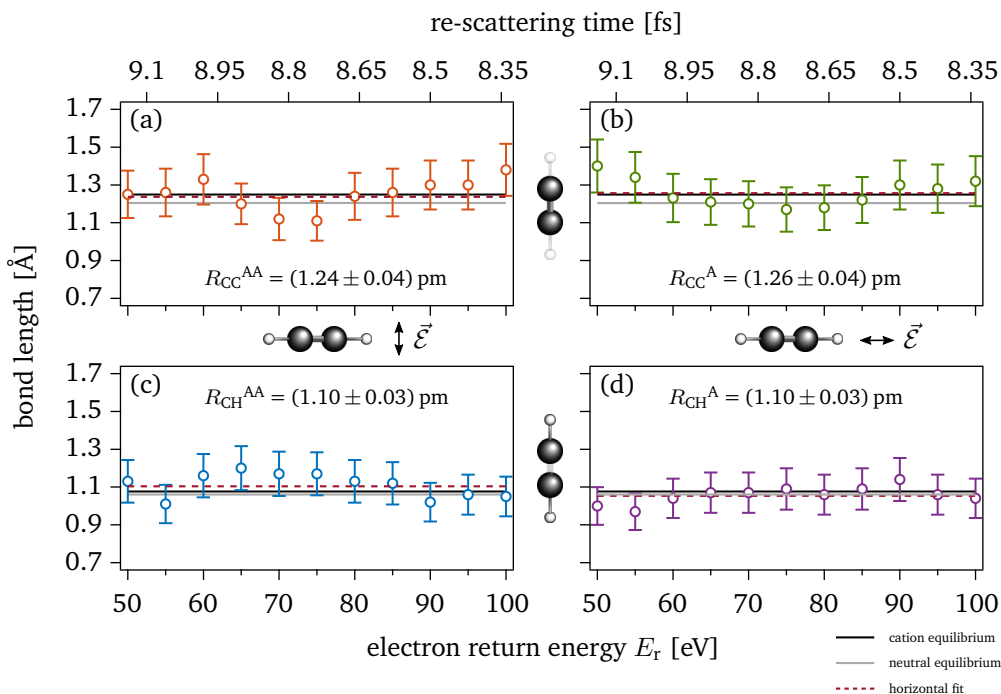 re-scattering time [fs]
9.1 8.95 8.8 8.65 8.5 8.35 9.1 8.95 8.8 8.65 8.5 8.35
bond length [Å]
1.7
1.5
1.3
1.1
0.9
0.7
(a)
R_CC^AA = (1.24 ± 0.04) pm
(b)
R_CC^A = (1.26 ± 0.04) pm
ℰ⃗
ℰ⃗
1.7
1.5
1.3
1.1
0.9
0.7
(c)
R_CH^AA = (1.10 ± 0.03) pm
(d)
R_CH^A = (1.10 ± 0.03) pm
50 60 70 80 90 100 50 60 70 80 90 100
electron return energy E_r [eV]
cation equilibrium
neutral equilibrium
horizontal fit